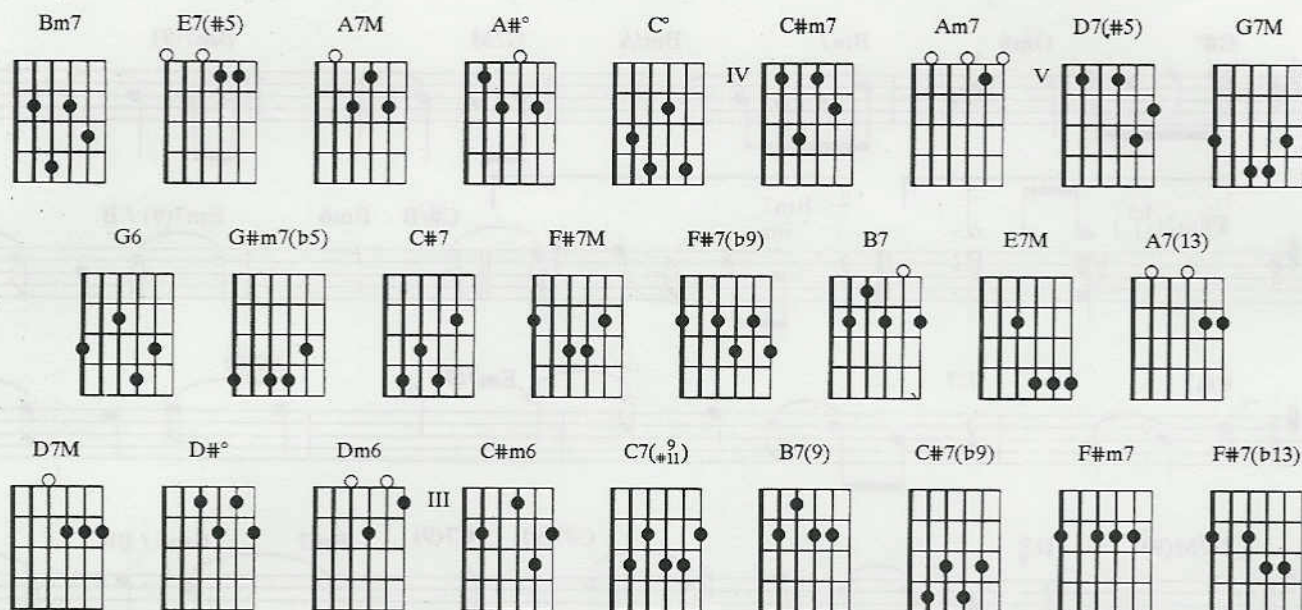 Bm7 E7(#5) A7M A#° C° C#m7 Am7 D7(#5) G7M
IV V
G6 G#m7(b5) C#7 F#7M F#7(b9) B7 E7M A7(13)
D7M D#° Dm6 C#m6 C7(9 #11) B7(9) C#7(b9) F#m7 F#7(b13)
III